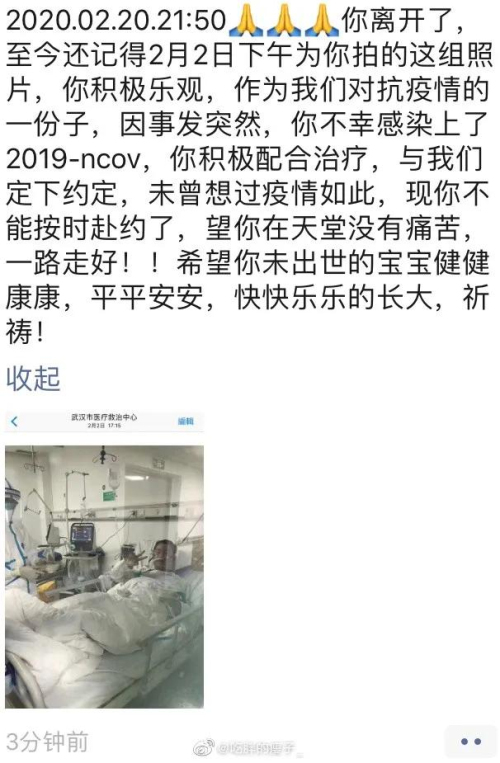 2020.02.20.21:50🙏🙏🙏你离开了，
至今还记得2月2日下午为你拍的这组照
片，你积极乐观，作为我们对抗疫情的
一份子，因事发突然，你不幸感染上了
2019-ncov，你积极配合治疗，与我们
定下约定，未曾想过疫情如此，现你不
能按时赴约了，望你在天堂没有痛苦，
一路走好！！希望你未出世的宝宝健健
康康，平平安安，快快乐乐的长大，祈
祷！
收起
武汉市医疗救治中心
2月2日 17:15
编辑
3分钟前
@吃胖的瘦子_